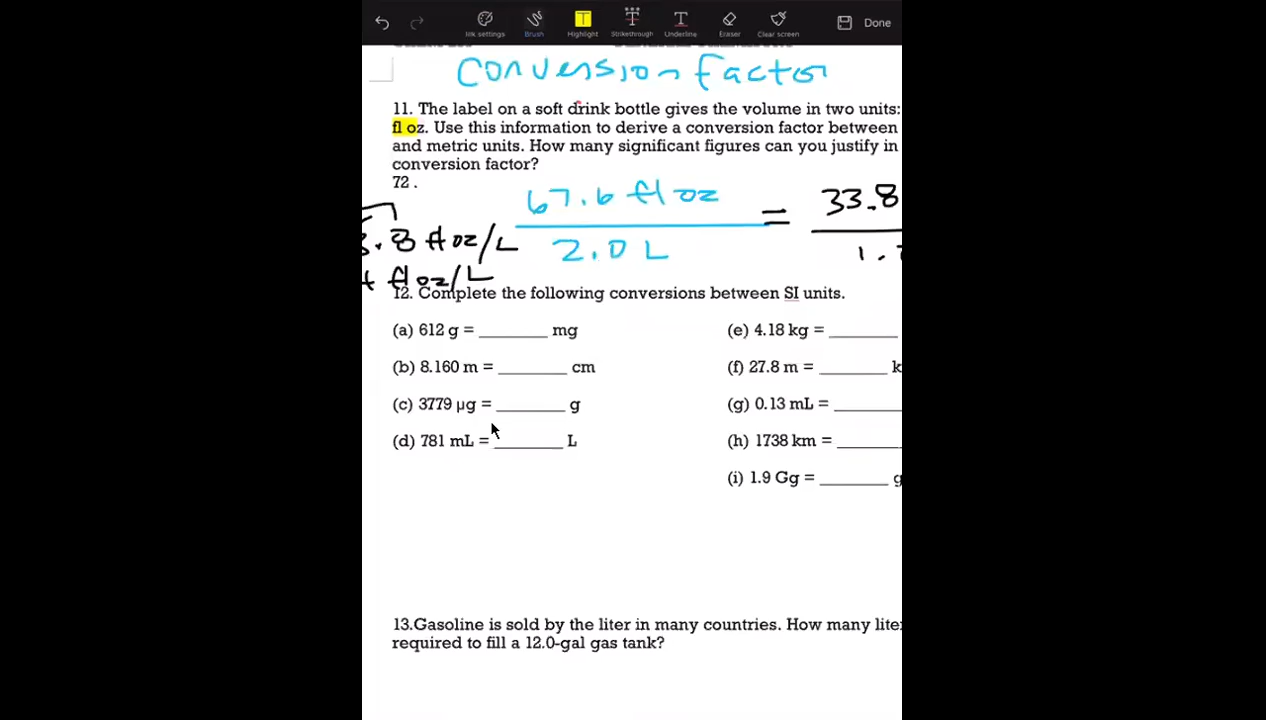 Ink settings Brush Highlight Strikethrough Underline Eraser Clear screen Done
Conversion factor
11. The label on a soft drink bottle gives the volume in two units:
fl oz. Use this information to derive a conversion factor between
and metric units. How many significant figures can you justify in
conversion factor?
72 .
67.6 fl oz
2.0 L
=
33.8
1.
.8 fl oz/L
fl oz/L
12. Complete the following conversions between SI units.
(a) 612 g = ________ mg
(e) 4.18 kg = ________
(b) 8.160 m = ________ cm
(f) 27.8 m = ________ k
(c) 3779 µg = ________ g
(g) 0.13 mL = ________
(d) 781 mL = ________ L
(h) 1738 km = ________
(i) 1.9 Gg = ________ g
13.Gasoline is sold by the liter in many countries. How many lite
required to fill a 12.0-gal gas tank?